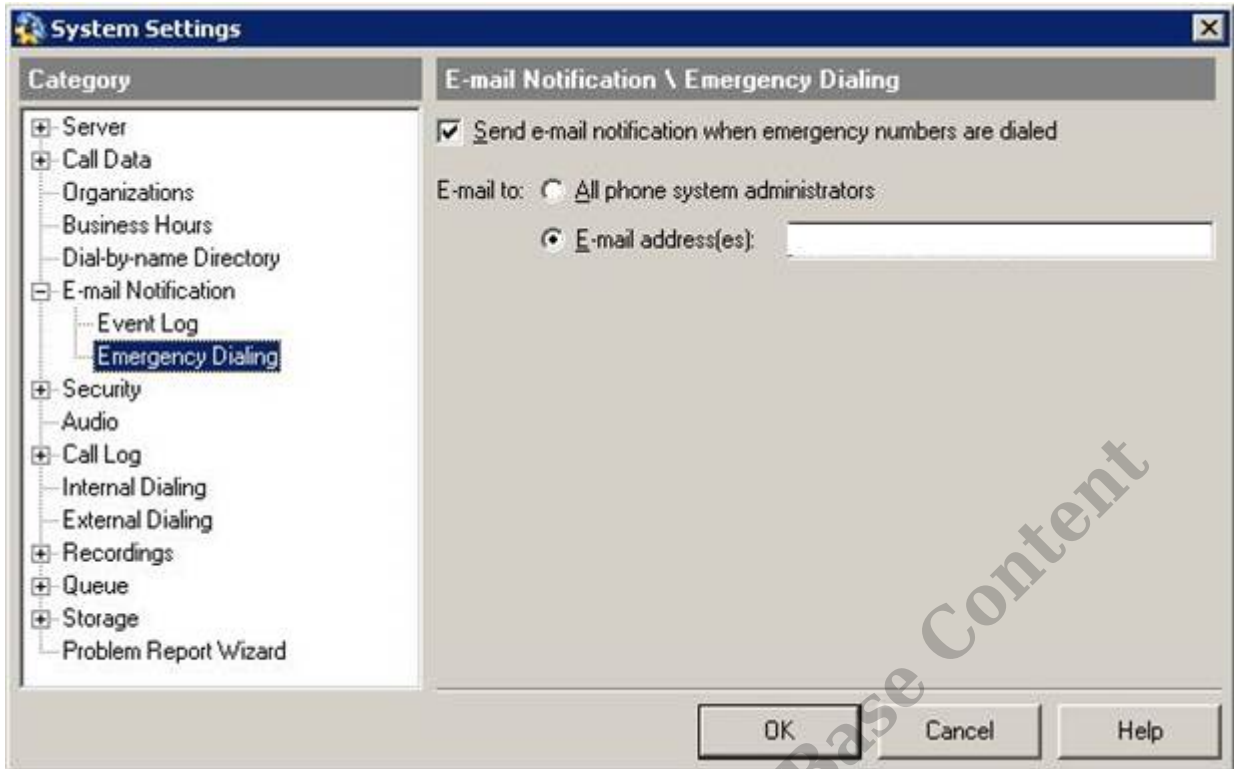 System Settings
Category
Server
Call Data
Organizations
Business Hours
Dial-by-name Directory
E-mail Notification
Event Log
Emergency Dialing
Security
Audio
Call Log
Internal Dialing
External Dialing
Recordings
Queue
Storage
Problem Report Wizard
E-mail Notification \ Emergency Dialing
Send e-mail notification when emergency numbers are dialed
E-mail to: All phone system administrators
E-mail address(es):
OK Cancel Help
Base Content